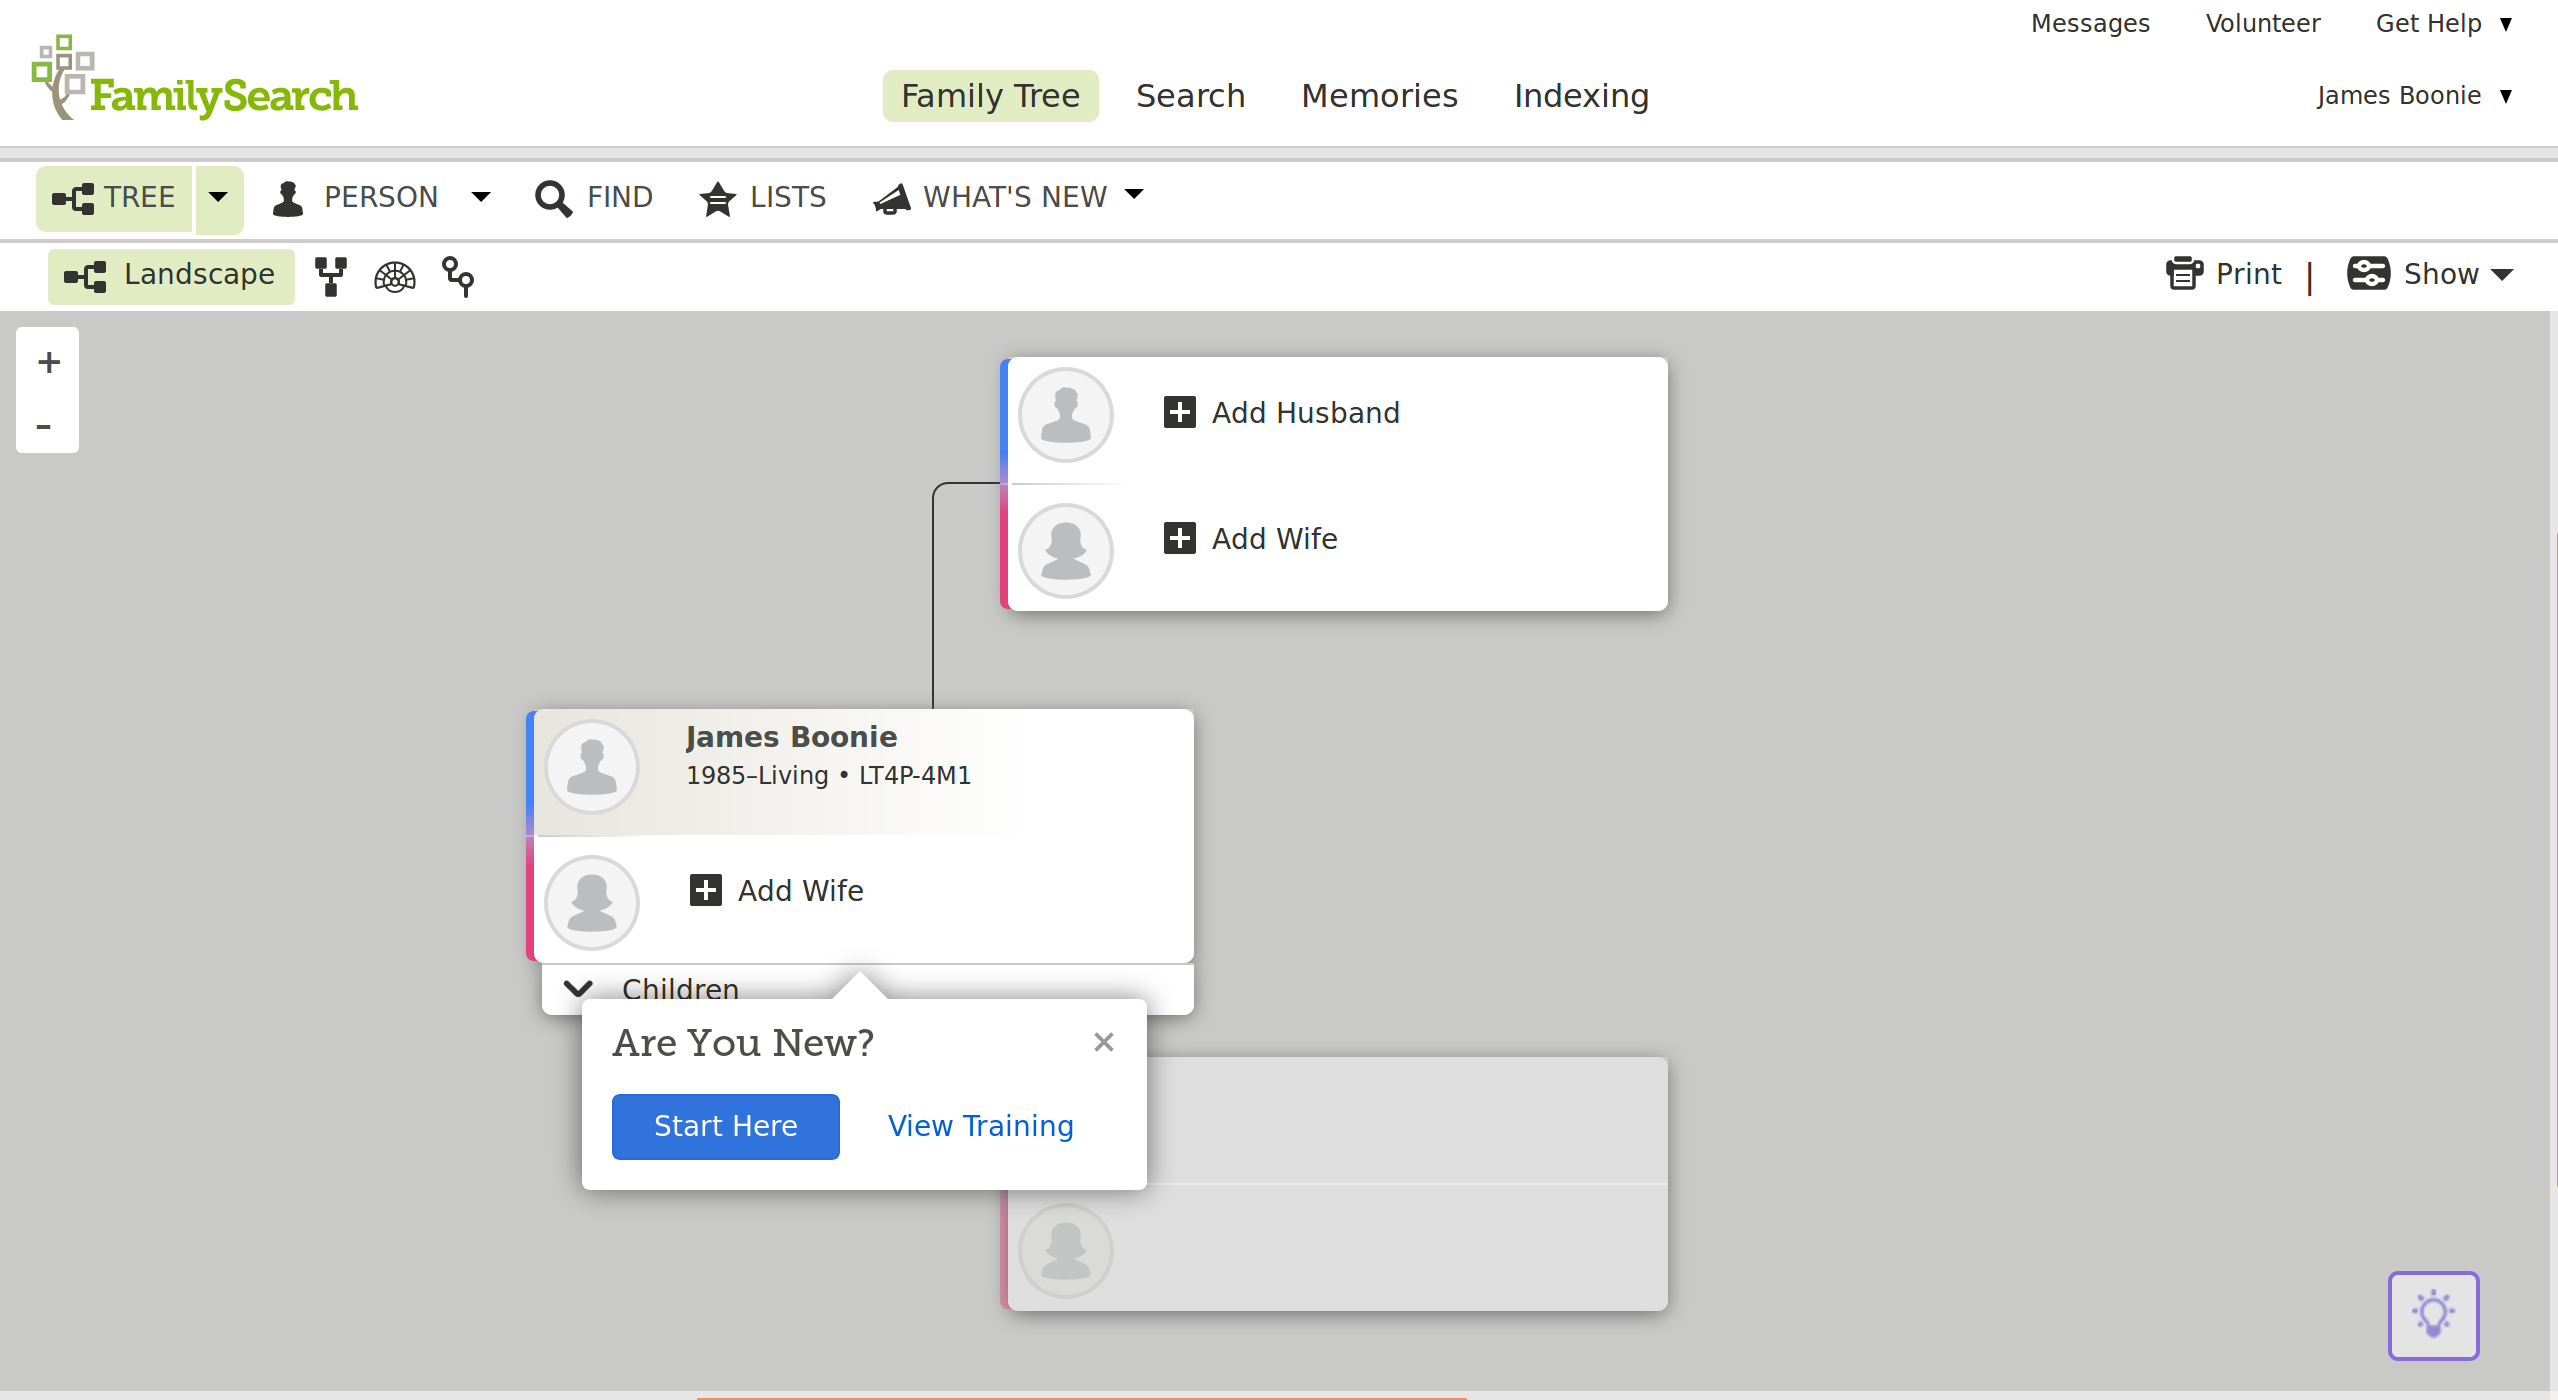 Messages Volunteer Get Help
FamilySearch
Family Tree Search Memories Indexing
James Boonie
TREE PERSON FIND LISTS WHAT'S NEW
Landscape
Print | Show
+
–
Add Husband
Add Wife
James Boonie
1985–Living • LT4P-4M1
Add Wife
Children
Are You New? ×
Start Here View Training